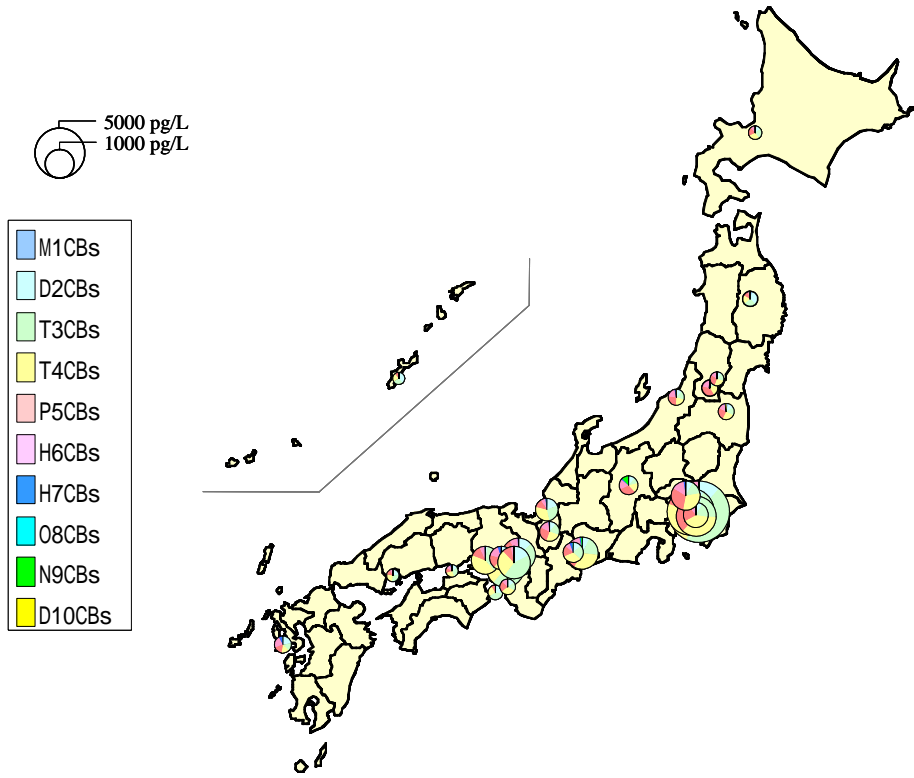 5000 pg/L
1000 pg/L
M1CBs
D2CBs
T3CBs
T4CBs
P5CBs
H6CBs
H7CBs
O8CBs
N9CBs
D10CBs